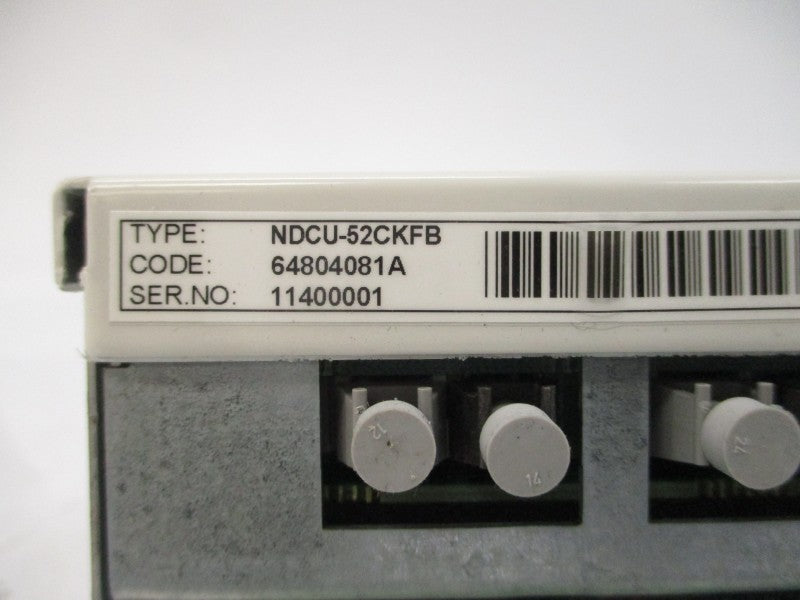 TYPE: NDCU-52CKFB
CODE: 64804081A
SER.NO: 11400001
12
14
24